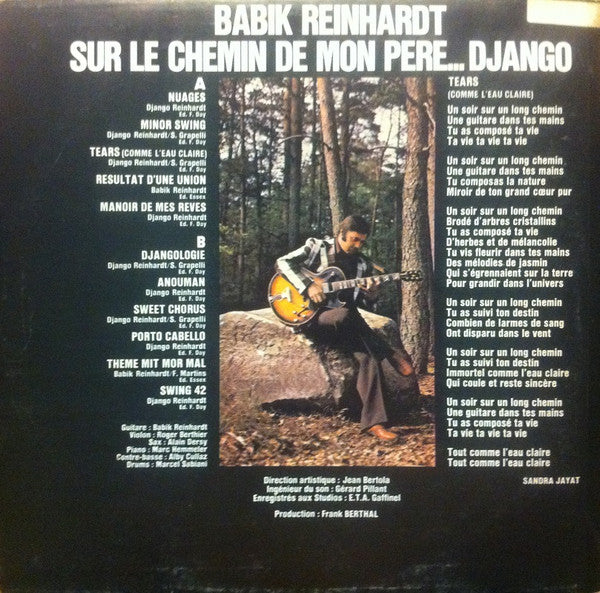 BABIK REINHARDT
SUR LE CHEMIN DE MON PERE...DJANGO
A
NUAGES
Django Reinhardt
Ed. F. Day
MINOR SWING
Django Reinhardt/S. Grapelli
Ed. F. Day
TEARS (COMME L'EAU CLAIRE)
Django Reinhardt/S. Grapelli
Ed. F. Day
RESULTAT D'UNE UNION
Babik Reinhardt
Ed. Essex
MANOIR DE MES REVES
Django Reinhardt
Ed. F. Day
B
DJANGOLOGIE
Django Reinhardt/S. Grapelli
Ed. F. Day
ANOUMAN
Django Reinhardt
Ed. F. Day
SWEET CHORUS
Django Reinhardt/S. Grapelli
Ed. F. Day
PORTO CABELLO
Django Reinhardt
Ed. F. Day
THEME MIT MOR MAL
Babik Reinhardt/F. Martins
Ed. Essex
SWING 42
Django Reinhardt
Ed. F. Day
Guitare : Babik Reinhardt
Violon : Roger Berthier
Sax : Alain Dersy
Piano : Marc Hemmeler
Contre-basse : Alby Cullaz
Drums : Marcel Sabiani
TEARS
(COMME L'EAU CLAIRE)
Un soir sur un long chemin
Une guitare dans tes mains
Tu as composé ta vie
Ta vie ta vie ta vie
Un soir sur un long chemin
Une guitare dans tes mains
Tu composas la nature
Miroir de ton grand cœur pur
Un soir sur un long chemin
Brodé d'arbres cristallins
Tu as composé ta vie
D'herbes et de mélancolie
Tu vis fleurir dans tes mains
Des mélodies de jasmin
Qui s'égrennaient sur la terre
Pour grandir dans l'univers
Un soir sur un long chemin
Tu as suivi ton destin
Combien de larmes de sang
Ont disparu dans le vent
Un soir sur un long chemin
Tu as suivi ton destin
Immortel comme l'eau claire
Qui coule et reste sincère
Un soir sur un long chemin
Une guitare dans tes mains
Tu as composé ta vie
Ta vie ta vie ta vie
Tout comme l'eau claire
Tout comme l'eau claire
SANDRA JAYAT
Direction artistique : Jean Bertola
Ingénieur du son : Gérard Pillant
Enregistrés aux Studios : E.T.A. Gaffinel
Production : Frank BERTHAL